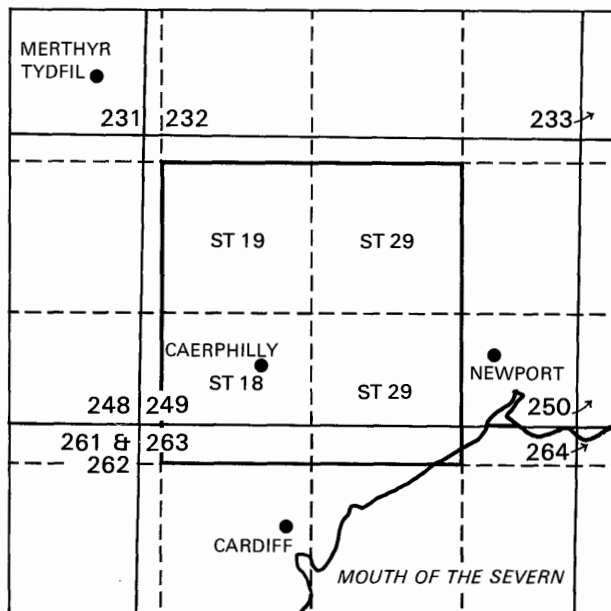 MERTHYR
TYDFIL
231 232
233
ST 19
ST 29
CAERPHILLY
ST 18
ST 29
NEWPORT
248 249
250
261 & 263
262
264
CARDIFF
MOUTH OF THE SEVERN